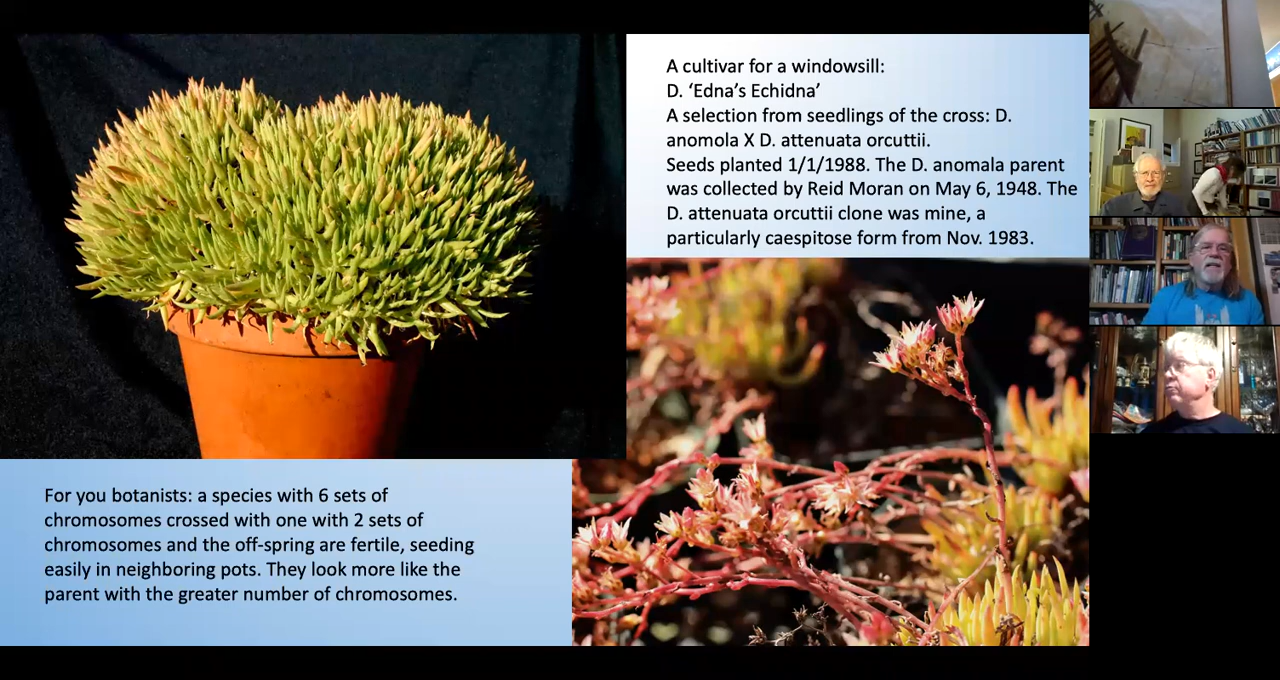 A cultivar for a windowsill:
D. ‘Edna’s Echidna’
A selection from seedlings of the cross: D.
anomola X D. attenuata orcuttii.
Seeds planted 1/1/1988. The D. anomala parent
was collected by Reid Moran on May 6, 1948. The
D. attenuata orcuttii clone was mine, a
particularly caespitose form from Nov. 1983.
For you botanists: a species with 6 sets of
chromosomes crossed with one with 2 sets of
chromosomes and the off-spring are fertile, seeding
easily in neighboring pots. They look more like the
parent with the greater number of chromosomes.